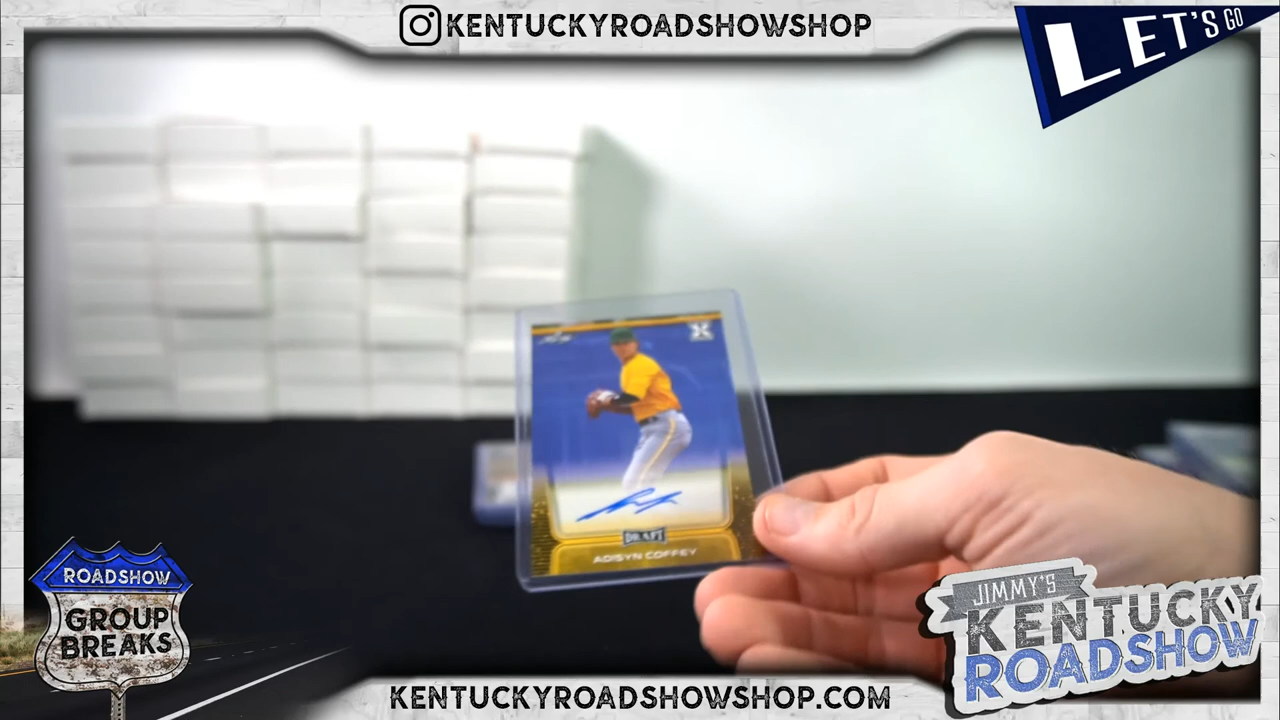 KENTUCKYROADSHOWSHOP
LET'S GO
DRAFT
ADISYN COFFEY
ROADSHOW
GROUP
BREAKS
JIMMY'S
KENTUCKY
ROADSHOW
KENTUCKYROADSHOWSHOP.COM